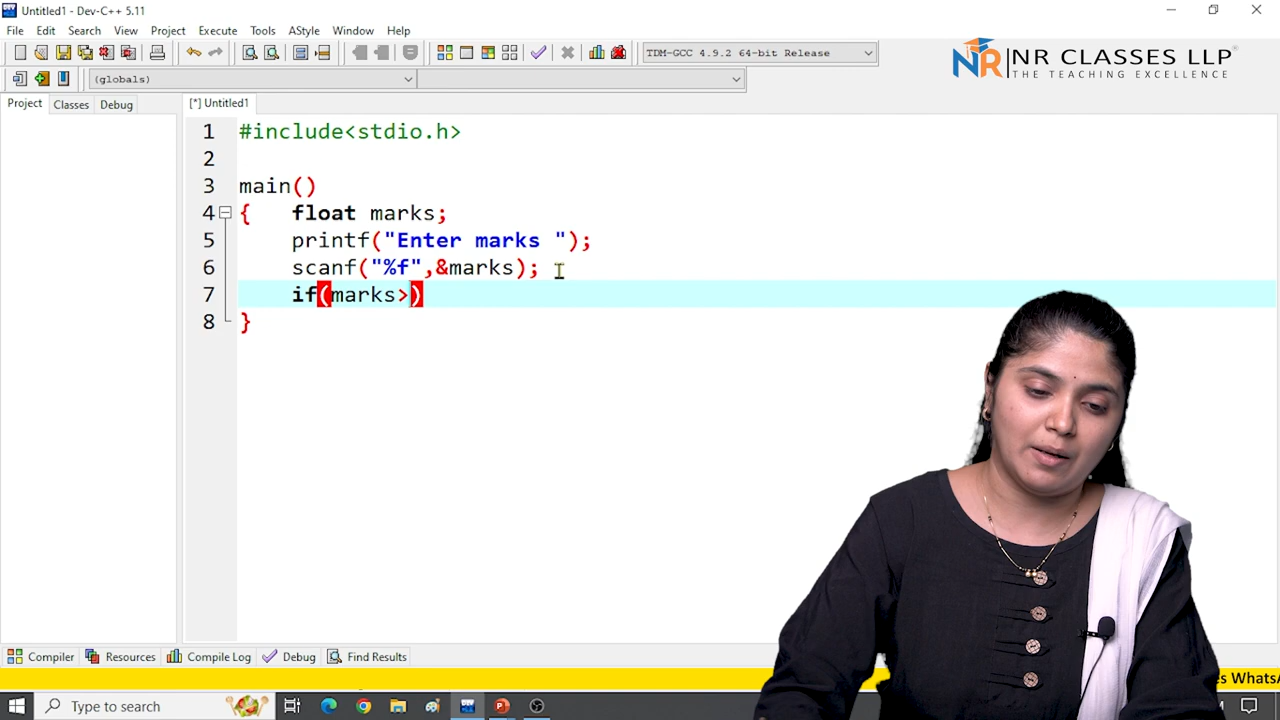 Untitled1 - Dev-C++ 5.11
File Edit Search View Project Execute Tools AStyle Window Help
TDM-GCC 4.9.2 64-bit Release
(globals)
NR NR CLASSES LLP
THE TEACHING EXCELLENCE
Project Classes Debug
[*] Untitled1
1 #include<stdio.h>
2
3 main()
4 { float marks;
5 printf("Enter marks ");
6 scanf("%f",&marks);
7 if(marks>)
8 }
Compiler Resources Compile Log Debug Find Results
Type to search